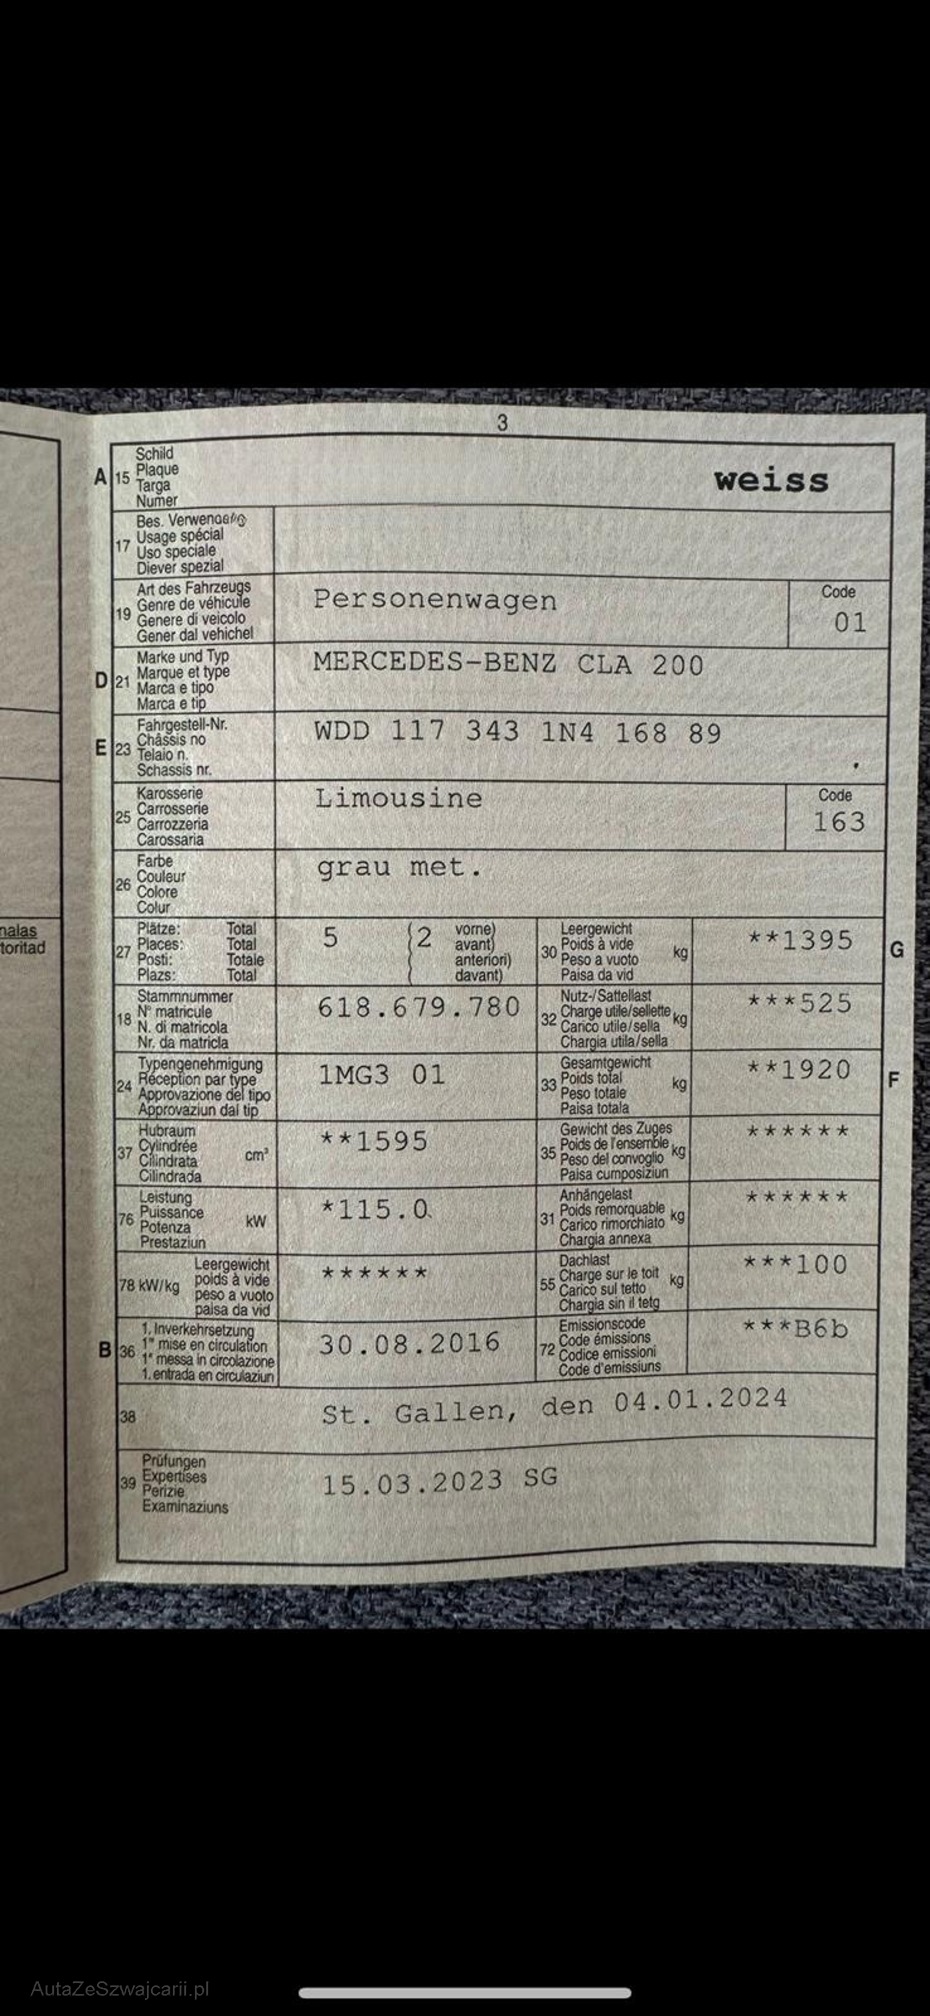 3
A 15 Schild
Plaque
Targa
Numer
weiss
17 Bes. Verwendung
Usage spécial
Uso speciale
Diever spezial
19 Art des Fahrzeugs
Genre de véhicule
Genere di veicolo
Gener dal vehichel
Personenwagen
Code
01
D 21 Marke und Typ
Marque et type
Marca e tipo
Marca e tip
MERCEDES-BENZ CLA 200
E 23 Fahrgestell-Nr.
Châssis no
Telaio n.
Schassis nr.
WDD 117 343 1N4 168 89
25 Karosserie
Carrosserie
Carrozzeria
Carossaria
Limousine
Code
163
26 Farbe
Couleur
Colore
Colur
grau met.
nalas
toritad
27 Plätze: Total
Places: Total
Posti: Totale
Plazs: Total
5 (2 vorne)
avant)
anteriori)
davant)
30 Leergewicht
Poids à vide kg
Peso a vuoto
Paisa da vid
**1395 G
18 Stammnummer
N° matricule
N. di matricola
Nr. da matricla
618.679.780
32 Nutz-/Sattellast
Charge utile/sellette kg
Carico utile/sella
Chargia utila/sella
***525
24 Typengenehmigung
Réception par type
Approvazione del tipo
Approvaziun dal tip
1MG3 01
33 Gesamtgewicht
Poids total kg
Peso totale
Paisa totala
**1920 F
37 Hubraum
Cylindrée
Cilindrata cm³
Cilindrada
**1595
35 Gewicht des Zuges
Poids de l'ensemble kg
Peso del convoglio
Paisa cumposiziun
******
76 Leistung
Puissance
Potenza kW
Prestaziun
*115.0
31 Anhängelast
Poids remorquable kg
Carico rimorchiato
Chargia annexa
******
78 kW/kg Leergewicht
poids à vide
peso a vuoto
paisa da vid
******
55 Dachlast
Charge sur le toit kg
Carico sul tetto
Chargia sin il tetg
***100
B 36 1. Inverkehrsetzung
1re mise en circulation
1a messa in circolazione
1. entrada en circulaziun
30.08.2016
72 Emissionscode
Code émissions
Codice emissioni
Code d'emissiuns
***B6b
38 St. Gallen, den 04.01.2024
39 Prüfungen
Expertises
Perizie
Examinaziuns
15.03.2023 SG
AutaZeSzwajcarii.pl